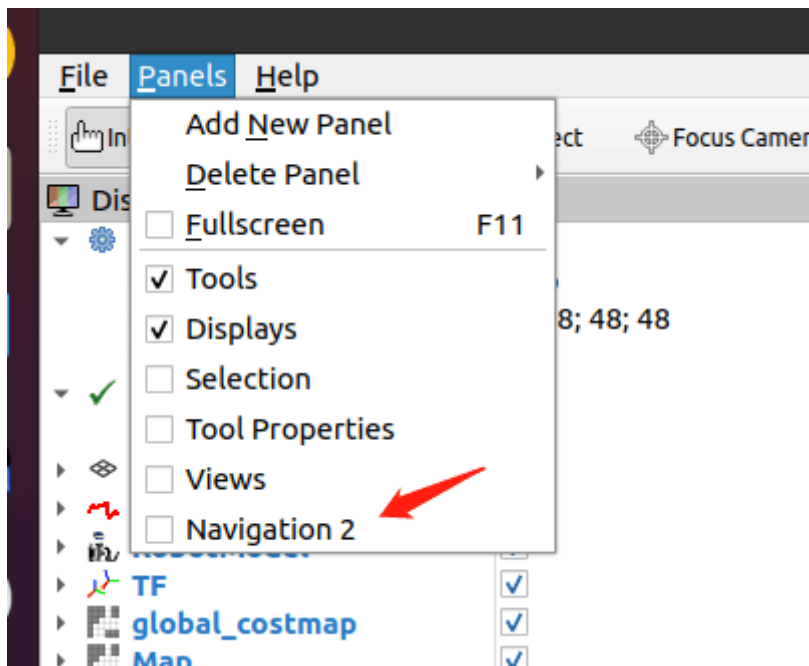 File Panels Help
Add New Panel
Delete Panel
Fullscreen F11
Tools
Displays
8; 48; 48
Selection
Tool Properties
Views
Navigation 2
TF
global_costmap
Map
Focus Camer
In
ect
Dis